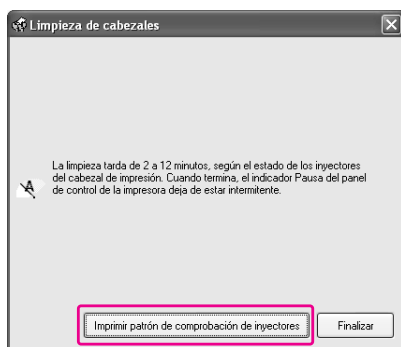 Limpieza de cabezales
La limpieza tarda de 2 a 12 minutos, según el estado de los inyectores
del cabezal de impresión. Cuando termina, el indicador Pausa del panel
de control de la impresora deja de estar intermitente.
Imprimir patrón de comprobación de inyectores
Finalizar